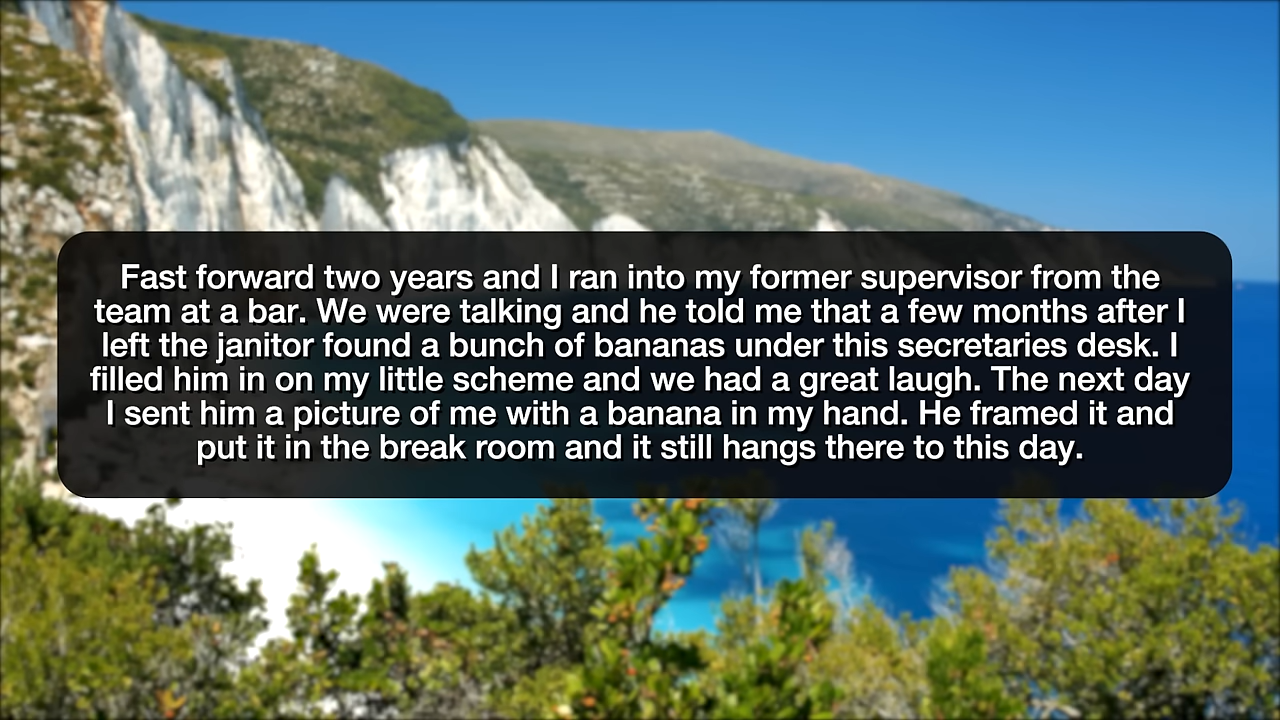 Fast forward two years and I ran into my former supervisor from the
team at a bar. We were talking and he told me that a few months after I
left the janitor found a bunch of bananas under this secretaries desk. I
filled him in on my little scheme and we had a great laugh. The next day
I sent him a picture of me with a banana in my hand. He framed it and
put it in the break room and it still hangs there to this day.